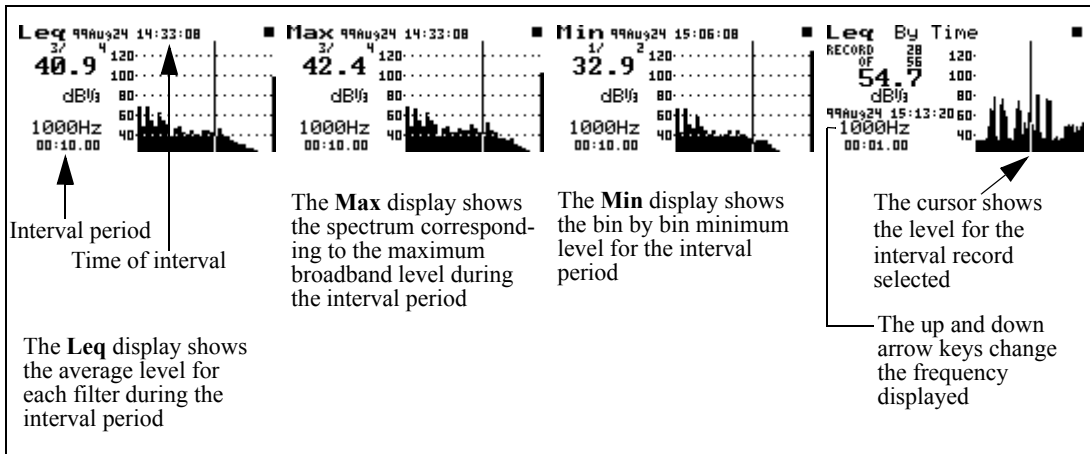 Leq 99Aug24 14:33:08
3/ 4
40.9
dB⅓
1000Hz
00:10.00
120
100
80
60
40
Interval period
Time of interval
The Leq display shows
the average level for
each filter during the
interval period
Max 99Aug24 14:33:08
3/ 4
42.4
dB⅓
1000Hz
00:10.00
120
100
80
60
40
The Max display shows
the spectrum correspond-
ing to the maximum
broadband level during
the interval period
Min 99Aug24 15:06:08
1/ 2
32.9
dB⅓
1000Hz
00:10.00
120
100
80
60
40
The Min display shows
the bin by bin minimum
level for the interval
period
Leq By Time
RECORD 28
OF 56
54.7
dB⅓
99Aug24 15:13:20
1000Hz
00:01.00
120
100
80
60
40
The cursor shows
the level for the
interval record
selected
The up and down
arrow keys change
the frequency
displayed